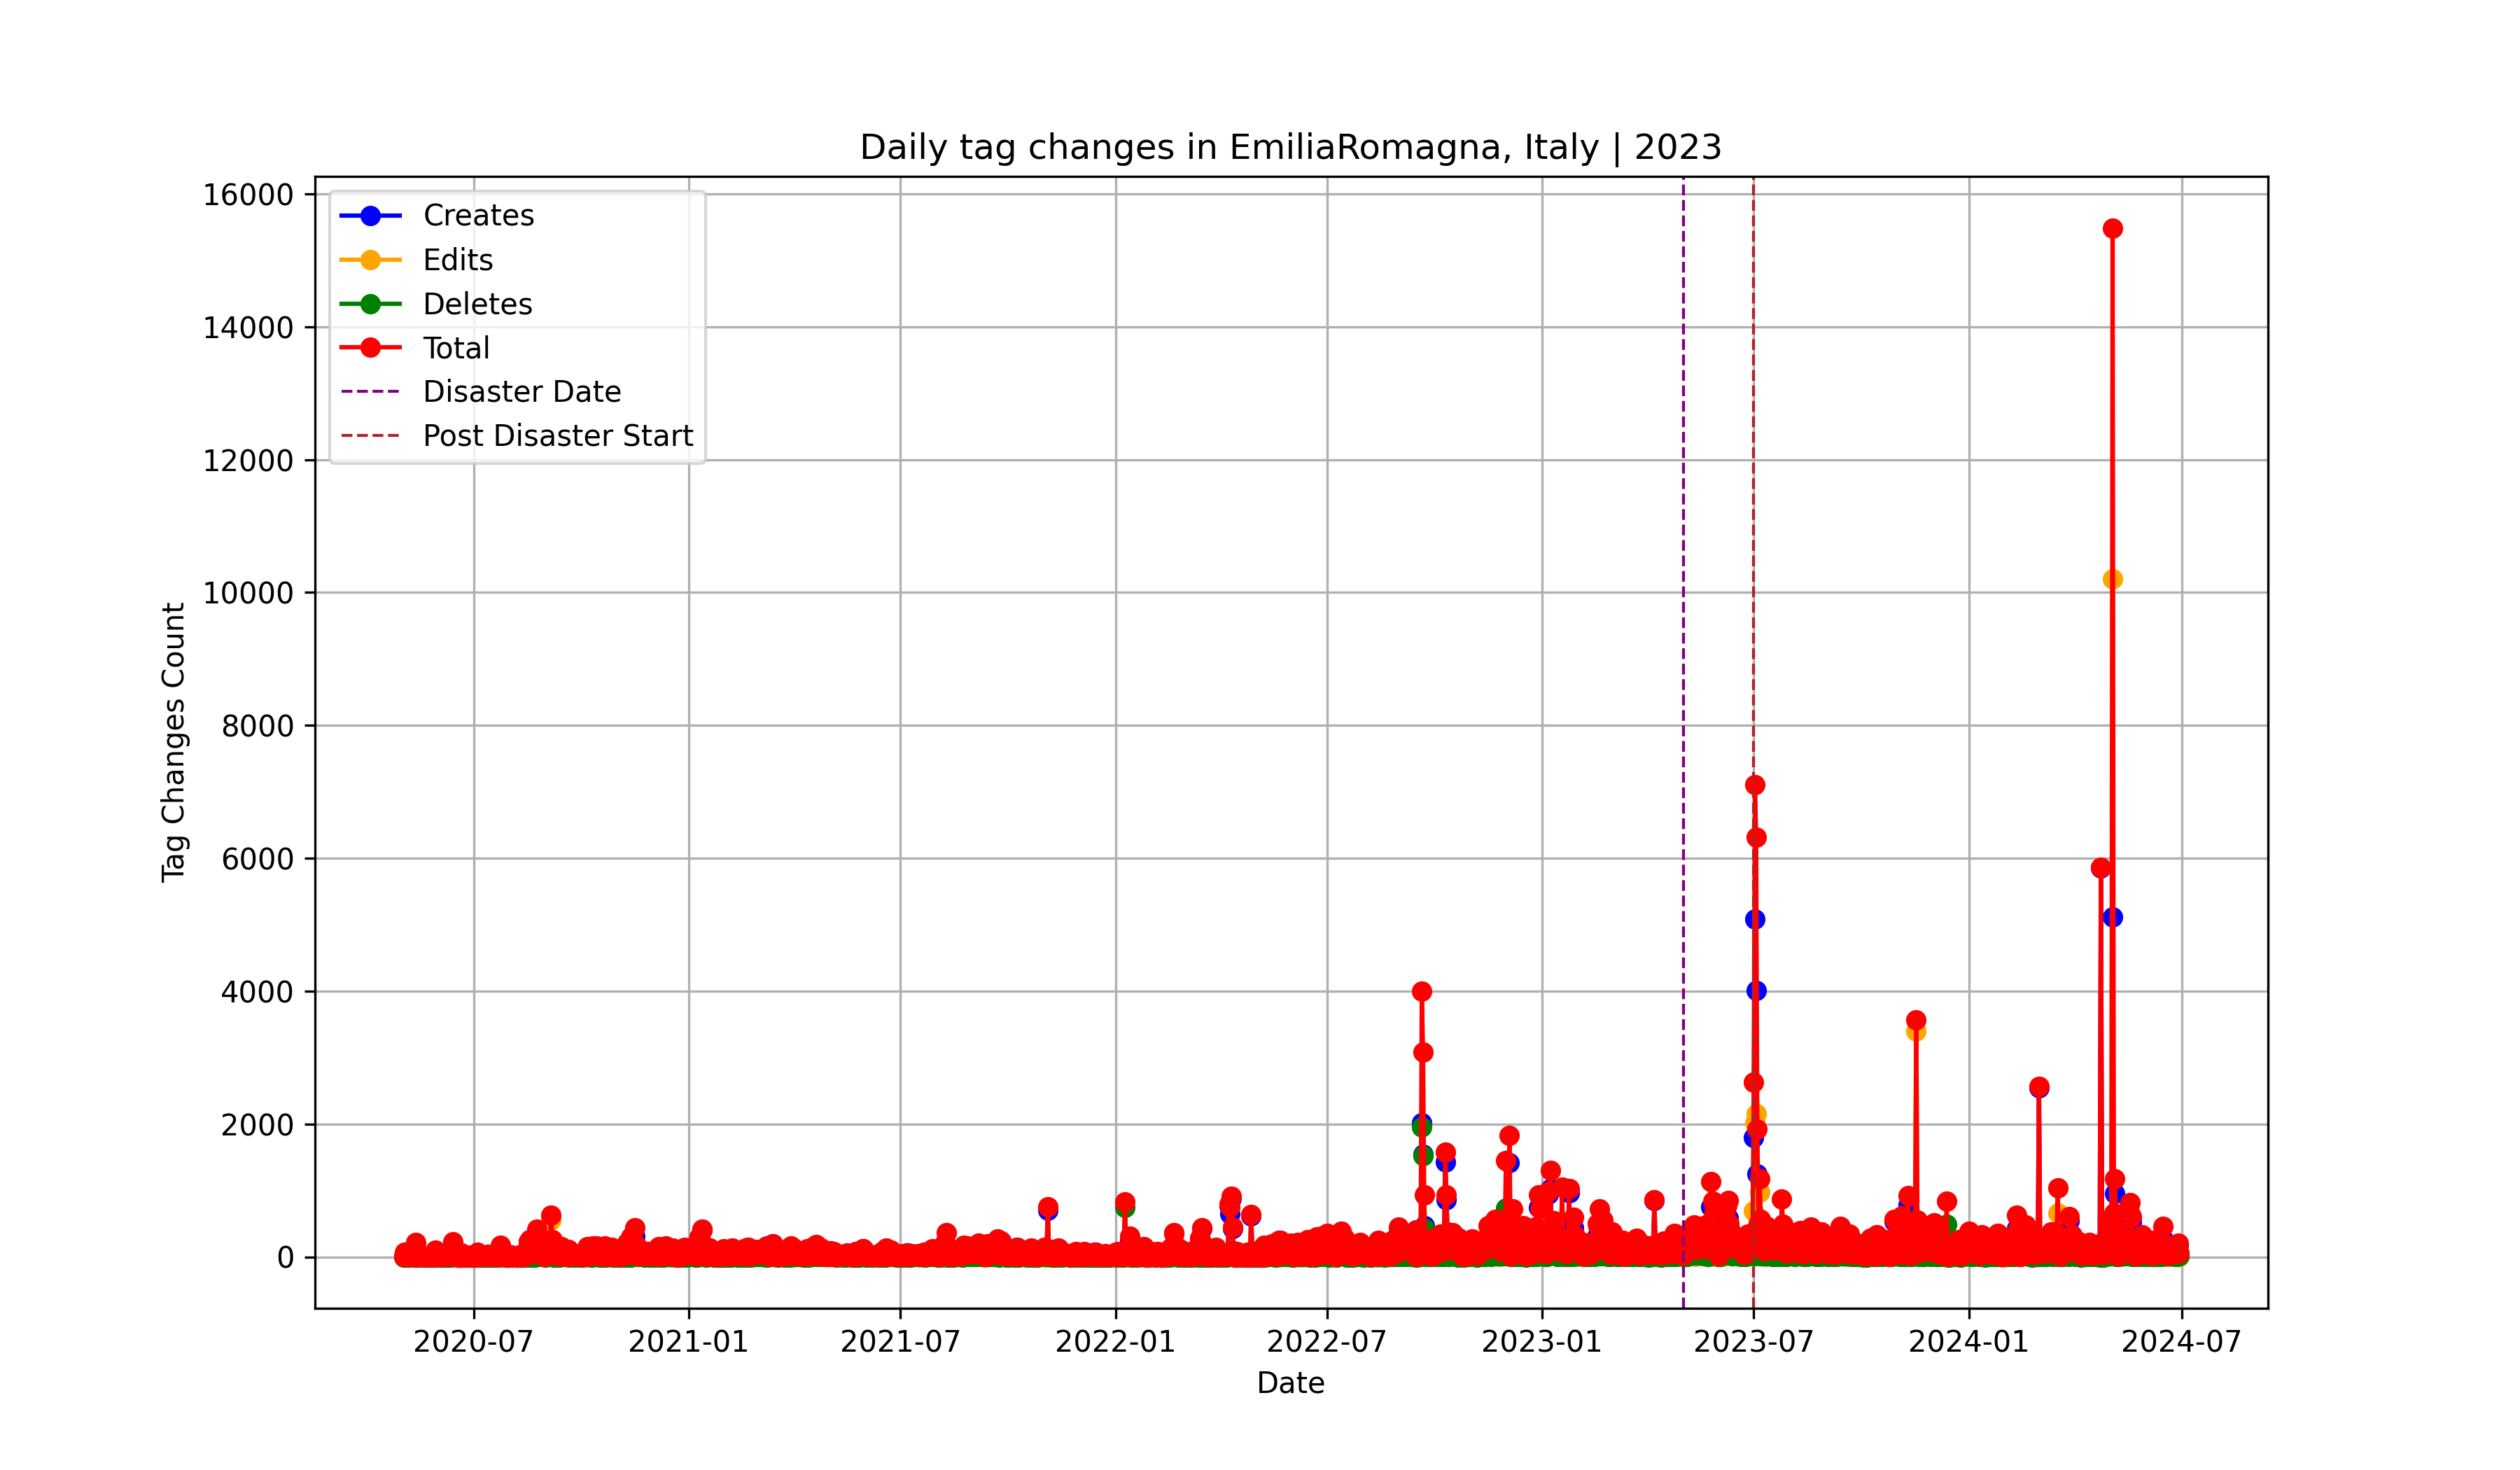 Daily tag changes in EmiliaRomagna, Italy | 2023
Creates
Edits
Deletes
Total
Disaster Date
Post Disaster Start
16000
14000
12000
10000
8000
6000
4000
2000
0
Tag Changes Count
2020-07 2021-01 2021-07 2022-01 2022-07 2023-01 2023-07 2024-01 2024-07
Date